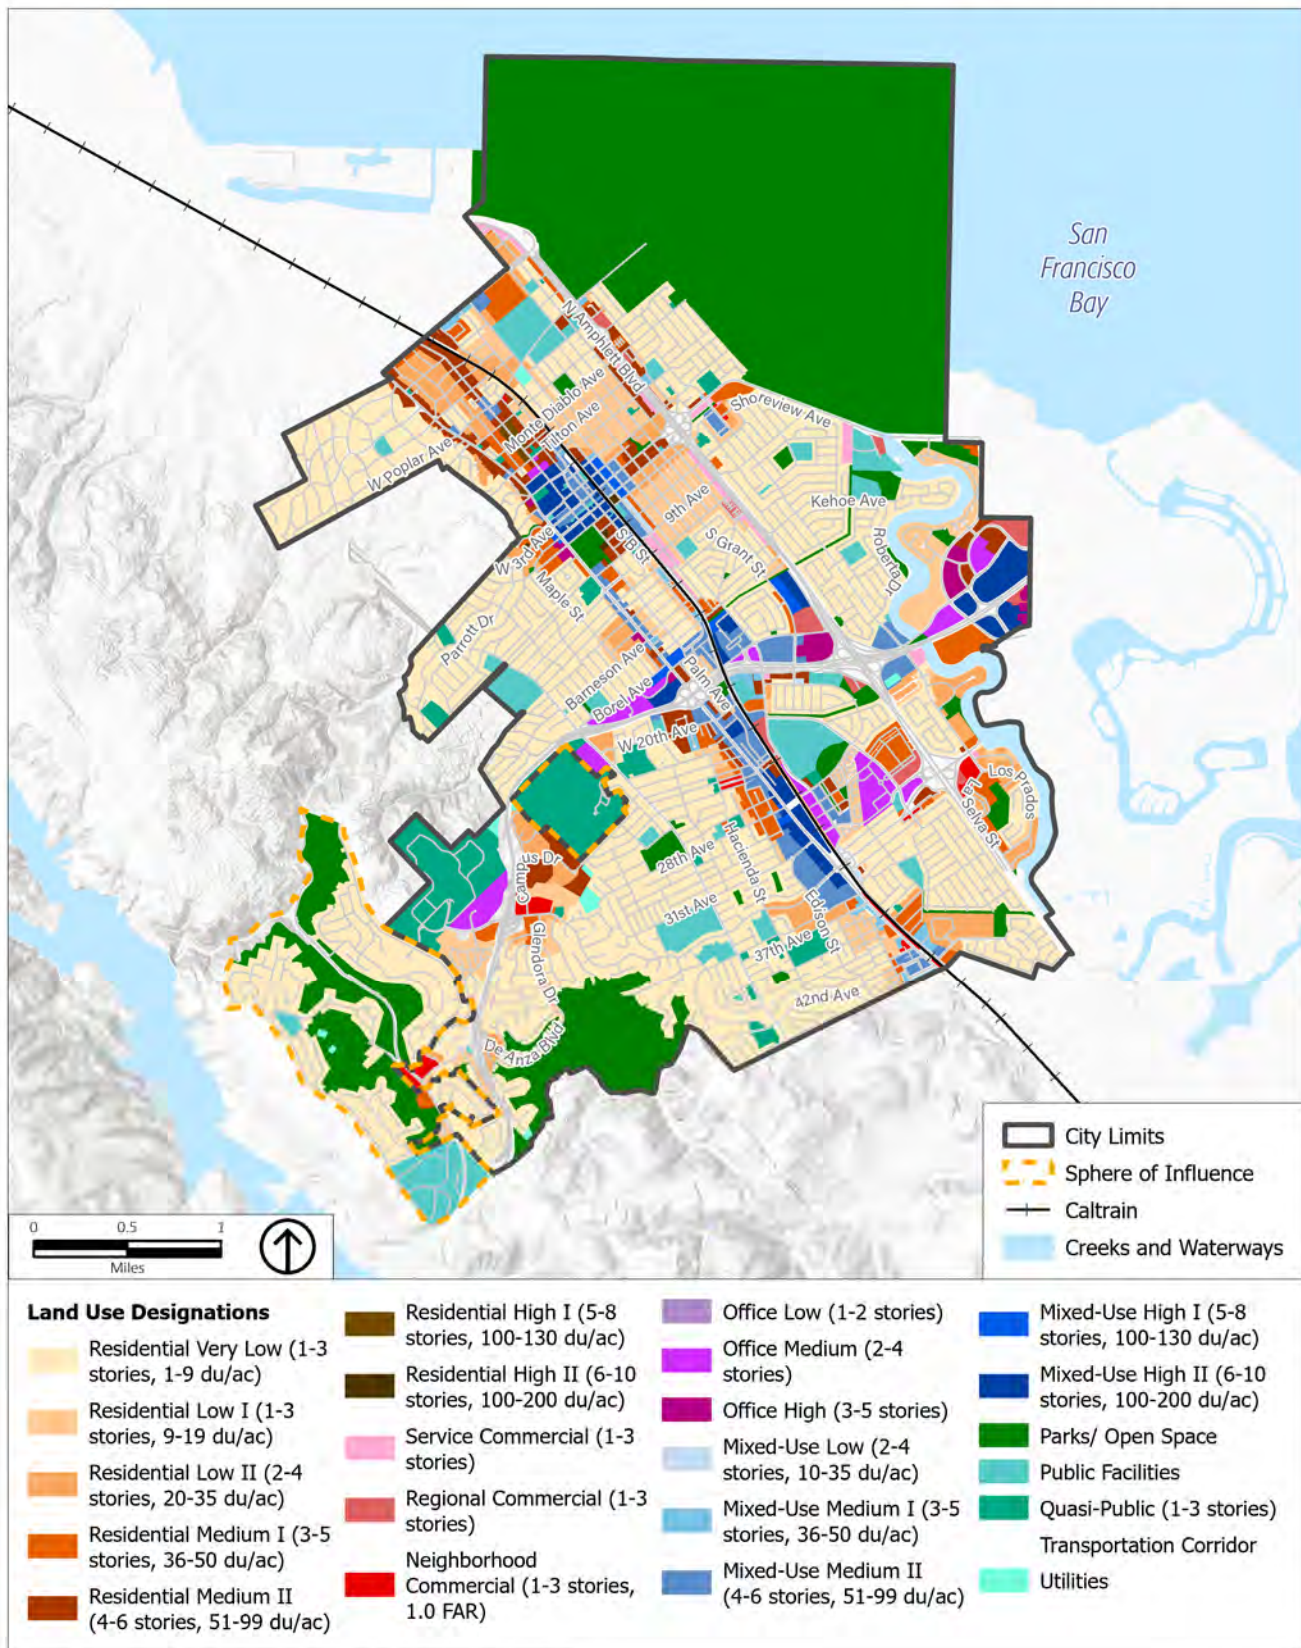 San
Francisco
Bay
N Amphlett Blvd
Monte Diablo Ave
Tilton Ave
Shoreview Ave
W Poplar Ave
9th Ave
Kehoe Ave
S B St
S Grant St
Roberta Dr
W 3rd Ave
Maple St
Parrott Dr
Barneson Ave
Borel Ave
Palm Ave
W 20th Ave
Los Prados
La Selva St
Campus Dr
28th Ave
Hacienda St
31st Ave
Edison St
37th Ave
Glendora Dr
42nd Ave
De Anza Blvd
City Limits
Sphere of Influence
Caltrain
Creeks and Waterways
0 0.5 1
Miles
Land Use Designations
Residential Very Low (1-3
stories, 1-9 du/ac)
Residential Low I (1-3
stories, 9-19 du/ac)
Residential Low II (2-4
stories, 20-35 du/ac)
Residential Medium I (3-5
stories, 36-50 du/ac)
Residential Medium II
(4-6 stories, 51-99 du/ac)
Residential High I (5-8
stories, 100-130 du/ac)
Residential High II (6-10
stories, 100-200 du/ac)
Service Commercial (1-3
stories)
Regional Commercial (1-3
stories)
Neighborhood
Commercial (1-3 stories,
1.0 FAR)
Office Low (1-2 stories)
Office Medium (2-4
stories)
Office High (3-5 stories)
Mixed-Use Low (2-4
stories, 10-35 du/ac)
Mixed-Use Medium I (3-5
stories, 36-50 du/ac)
Mixed-Use Medium II
(4-6 stories, 51-99 du/ac)
Mixed-Use High I (5-8
stories, 100-130 du/ac)
Mixed-Use High II (6-10
stories, 100-200 du/ac)
Parks/ Open Space
Public Facilities
Quasi-Public (1-3 stories)
Transportation Corridor
Utilities